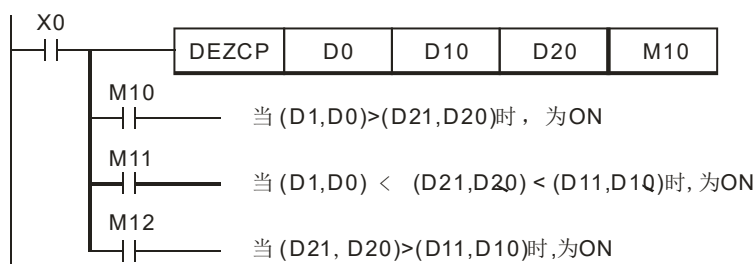 X0
DEZCP D0 D10 D20 M10
M10
当(D1,D0)>(D21,D20)时，为ON
M11
当(D1,D0) < (D21,D20) < (D11,D10)时,为ON
M12
当(D21, D20)>(D11,D10)时,为ON